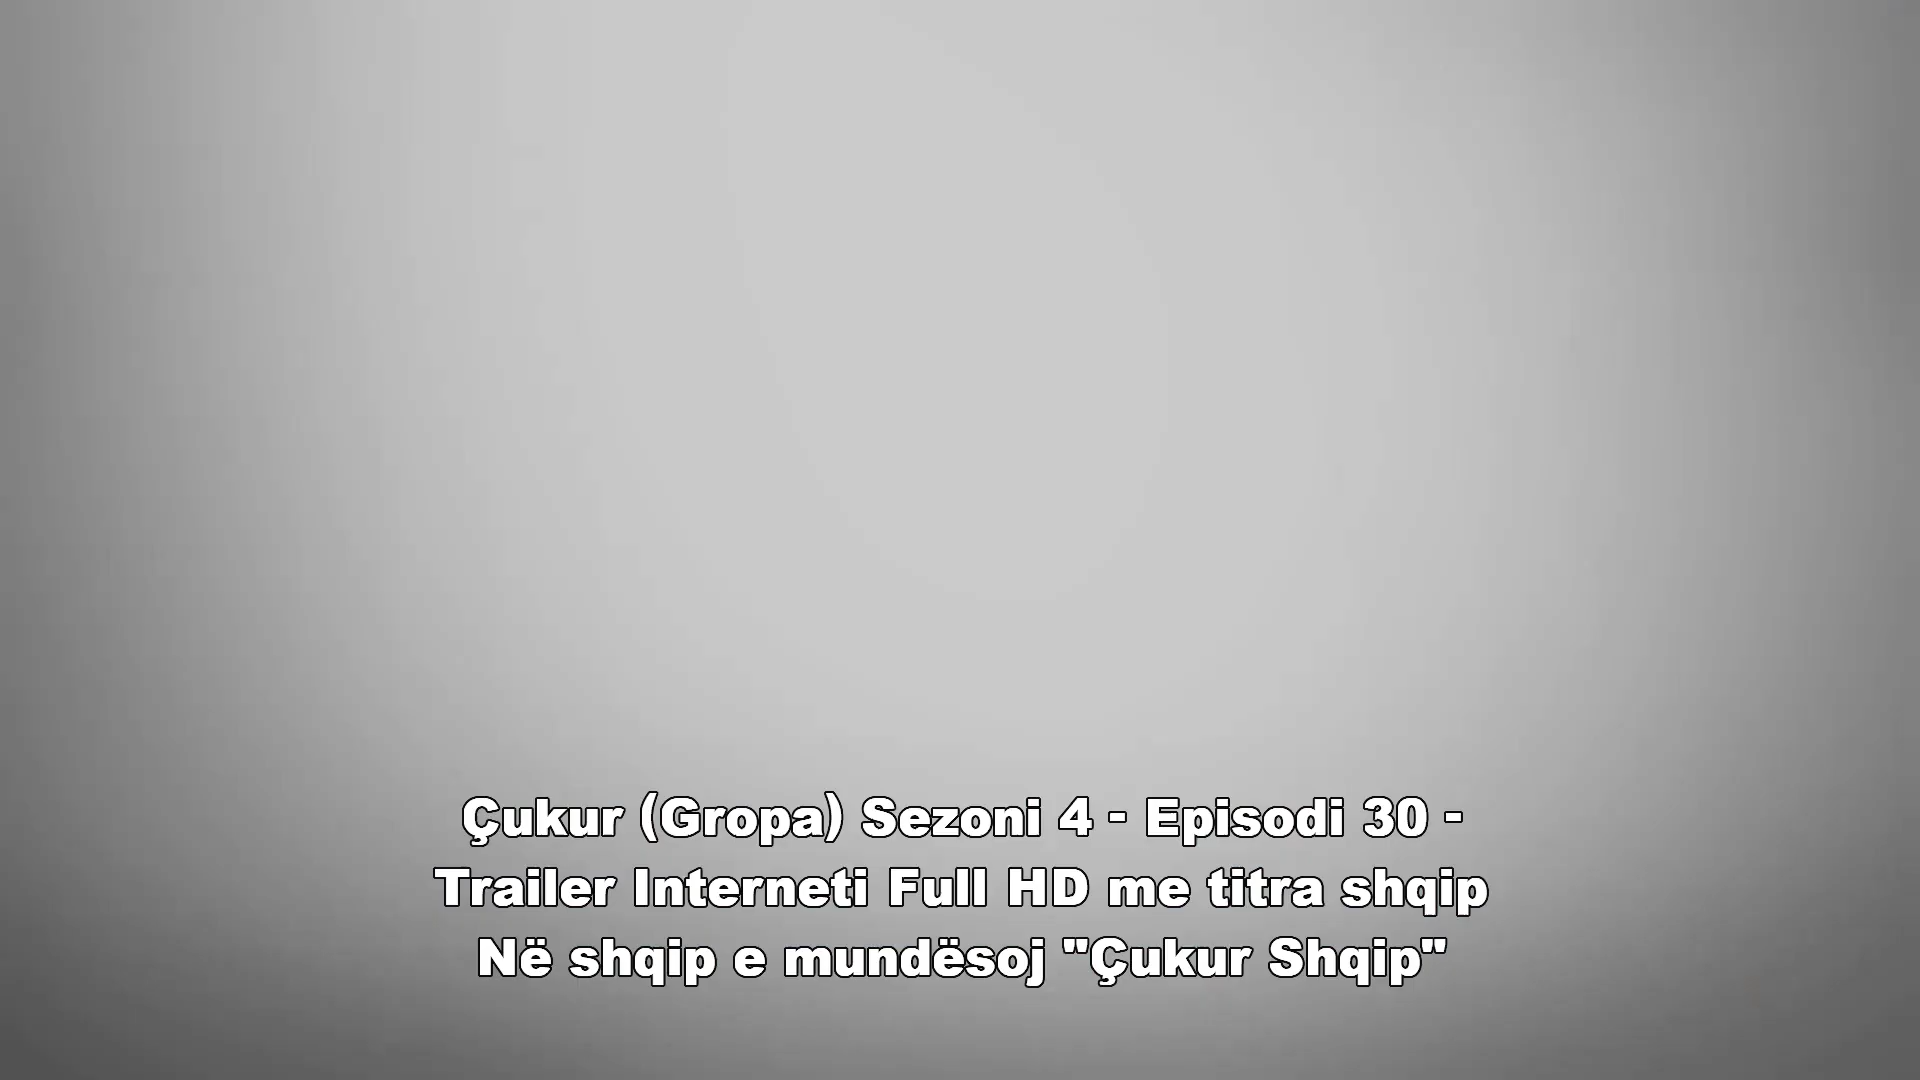 Çukur (Gropa) Sezoni 4 - Episodi 30 -
Trailer Interneti Full HD me titra shqip
Në shqip e mundësoj "Çukur Shqip"